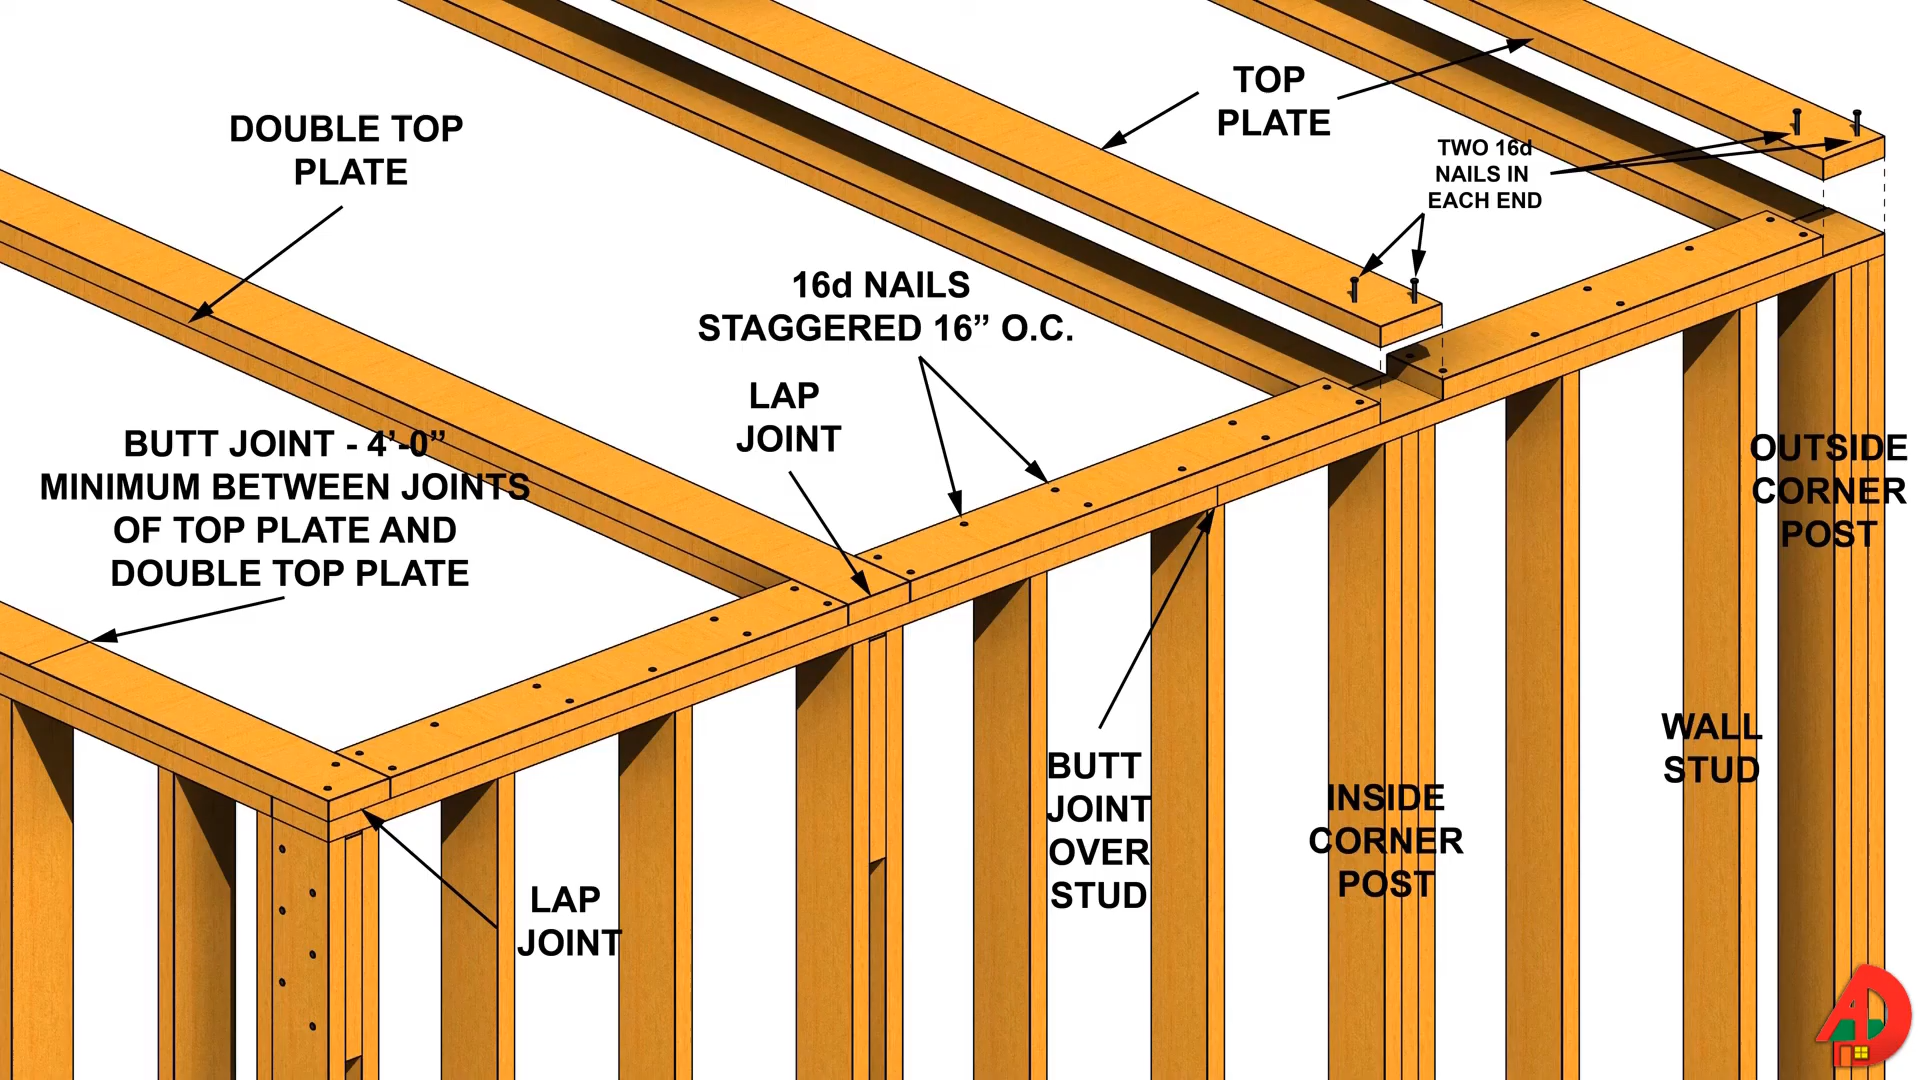 TOP
PLATE
DOUBLE TOP
PLATE
TWO 16d
NAILS IN
EACH END
16d NAILS
STAGGERED 16” O.C.
LAP
JOINT
BUTT JOINT - 4’-0”
MINIMUM BETWEEN JOINTS
OF TOP PLATE AND
DOUBLE TOP PLATE
OUTSIDE
CORNER
POST
WALL
STUD
BUTT
JOINT
OVER
STUD
INSIDE
CORNER
POST
LAP
JOINT
AD